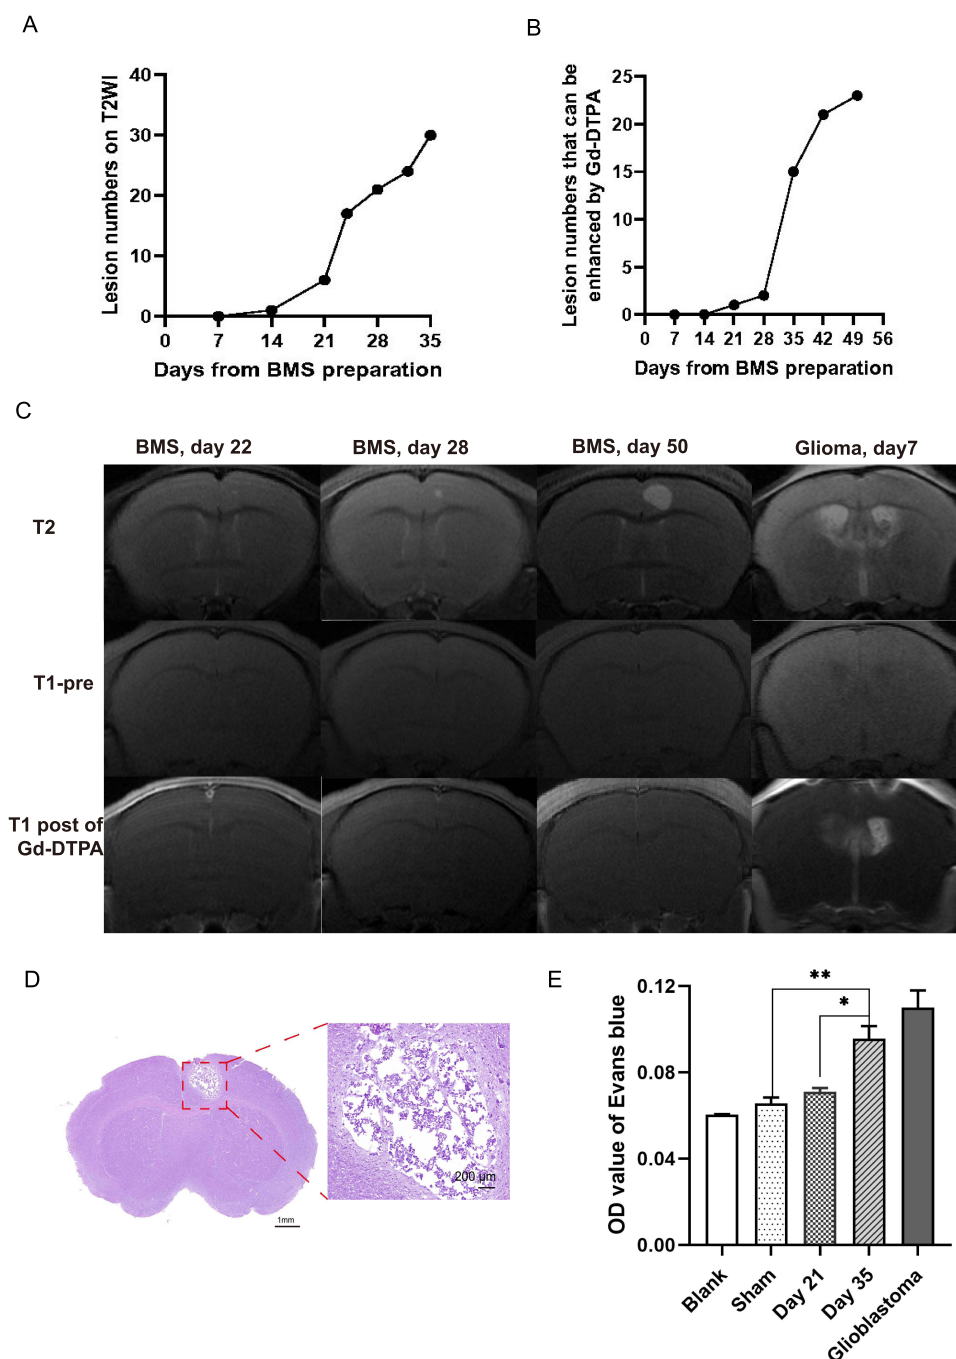 A
Lesion numbers on T2WI
40
30
20
10
0
0 7 14 21 28 35
Days from BMS preparation
B
Lesion numbers that can be
enhanced by Gd-DTPA
25
20
15
10
5
0
0 7 14 21 28 35 42 49 56
Days from BMS preparation
C
BMS, day 22 BMS, day 28 BMS, day 50 Glioma, day7
T2
T1-pre
T1 post of
Gd-DTPA
D
1mm
200 μm
E
OD value of Evans blue
0.12
0.08
0.04
0.00
**
*
Blank Sham Day 21 Day 35 Glioblastoma